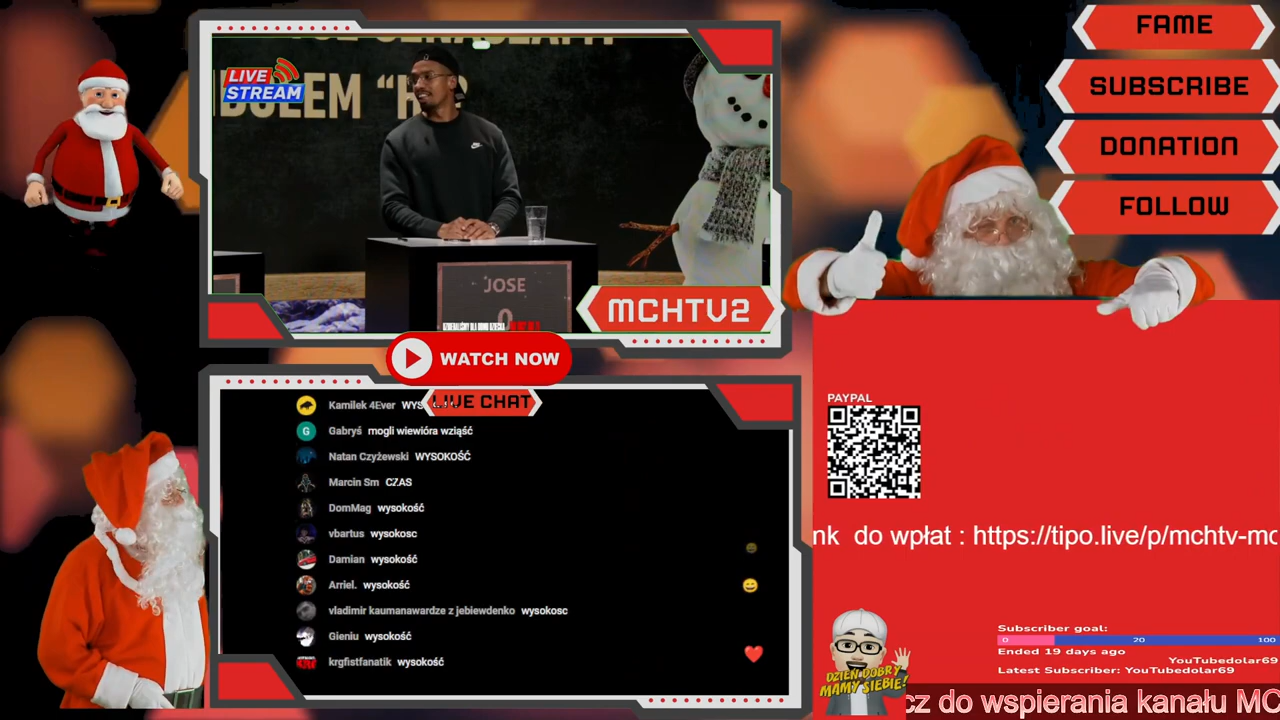 LIVE
STREAM
BÓLEM “H
JOSE
0
MCHTV2
WATCH NOW
LIVE CHAT
Kamilek 4Ever WYS
Gabryś mogli wiewióra wziąść
Natan Czyżewski WYSOKOŚĆ
Marcin Sm CZAS
DomMag wysokość
vbartus wysokosc
Damian wysokość
Arriel. wysokość
vladimir kaumanawardze z jebiewdenko wysokosc
Gieniu wysokość
krgfistfanatik wysokość
FAME
SUBSCRIBE
DONATION
FOLLOW
PAYPAL
nk do wpłat : https://tipo.live/p/mchtv-mc
Subscriber goal:
0 20 100
Ended 19 days ago
YouTubedolar69
Latest Subscriber: YouTubedolar69
DZIEŃ DOBRY
MAMY SIEBIE!
cz do wspierania kanału MC